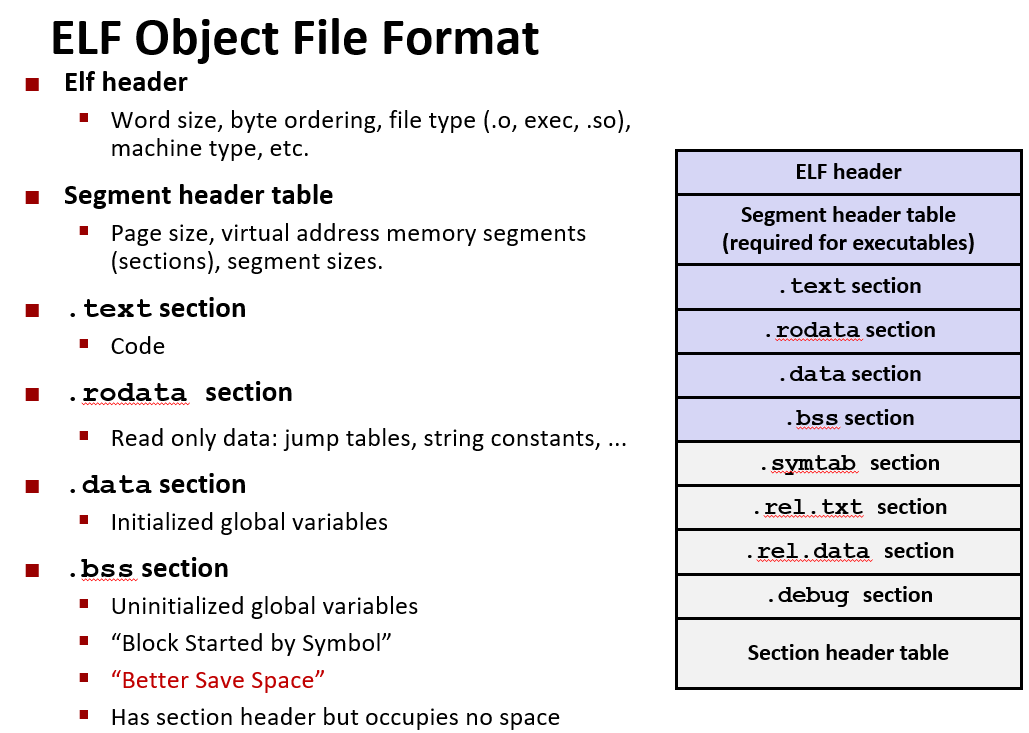 ELF Object File Format
Elf header
Word size, byte ordering, file type (.o, exec, .so),
machine type, etc.
Segment header table
Page size, virtual address memory segments
(sections), segment sizes.
.text section
Code
.rodata section
Read only data: jump tables, string constants, ...
.data section
Initialized global variables
.bss section
Uninitialized global variables
“Block Started by Symbol”
“Better Save Space”
Has section header but occupies no space
ELF header
Segment header table
(required for executables)
.text section
.rodata section
.data section
.bss section
.symtab section
.rel.txt section
.rel.data section
.debug section
Section header table